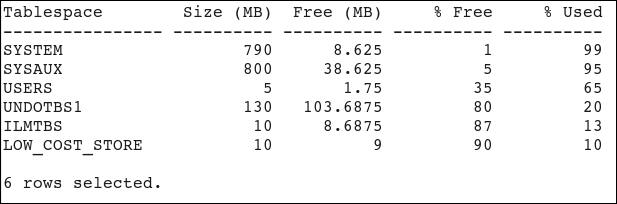 Tablespace        Size (MB)  Free (MB)     % Free     % Used
---------------- ---------- ---------- ---------- ----------
SYSTEM                  790      8.625          1         99
SYSAUX                  800     38.625          5         95
USERS                     5       1.75         35         65
UNDOTBS1                130   103.6875         80         20
ILMTBS                   10     8.6875         87         13
LOW_COST_STORE           10          9         90         10

6 rows selected.